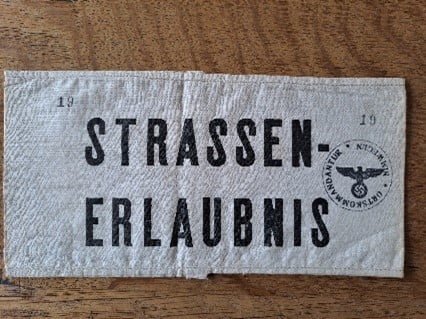 19
19
STRASSEN-
ERLAUBNIS
ORTSKOMMANDANTUR